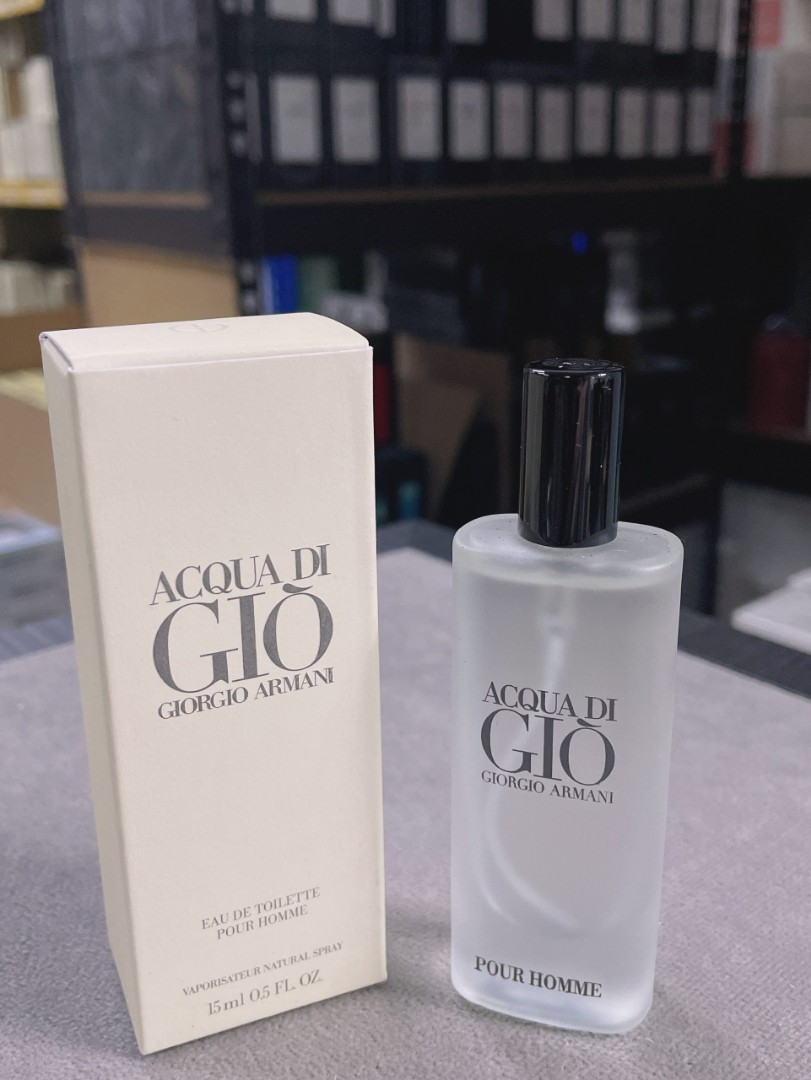 ACQUA DI
GIÒ
GIORGIO ARMANI
EAU DE TOILETTE
POUR HOMME
VAPORISATEUR NATURAL SPRAY
15 ml 0.5 FL. OZ.
ACQUA DI
GIÒ
GIORGIO ARMANI
POUR HOMME